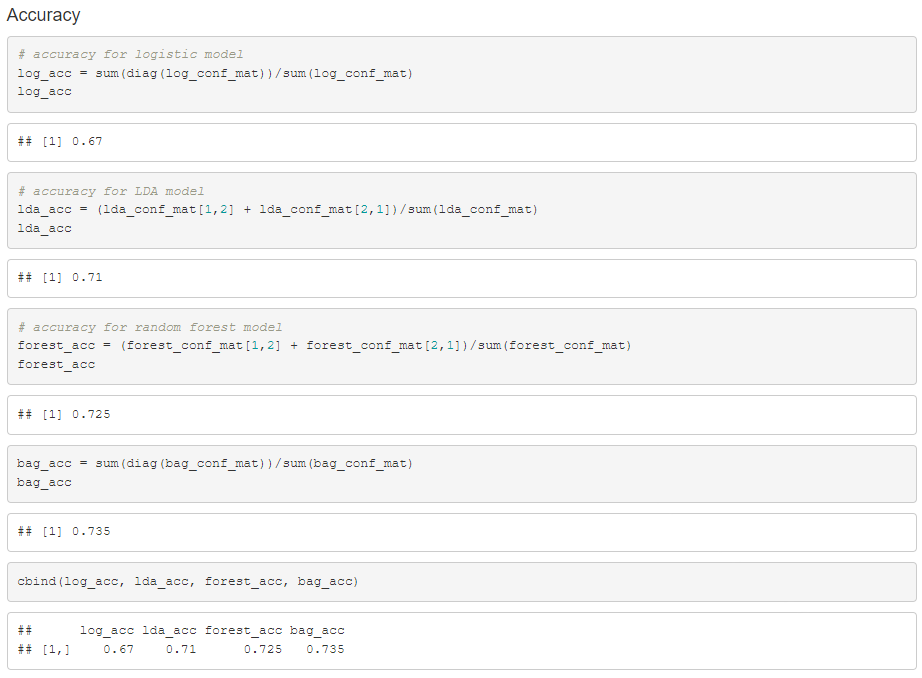 Accuracy
# accuracy for logistic model
log_acc = sum(diag(log_conf_mat))/sum(log_conf_mat)
log_acc
## [1] 0.67
# accuracy for LDA model
lda_acc = (lda_conf_mat[1,2] + lda_conf_mat[2,1])/sum(lda_conf_mat)
lda_acc
## [1] 0.71
# accuracy for random forest model
forest_acc = (forest_conf_mat[1,2] + forest_conf_mat[2,1])/sum(forest_conf_mat)
forest_acc
## [1] 0.725
bag_acc = sum(diag(bag_conf_mat))/sum(bag_conf_mat)
bag_acc
## [1] 0.735
cbind(log_acc, lda_acc, forest_acc, bag_acc)
##      log_acc lda_acc forest_acc bag_acc
## [1,]    0.67    0.71      0.725   0.735